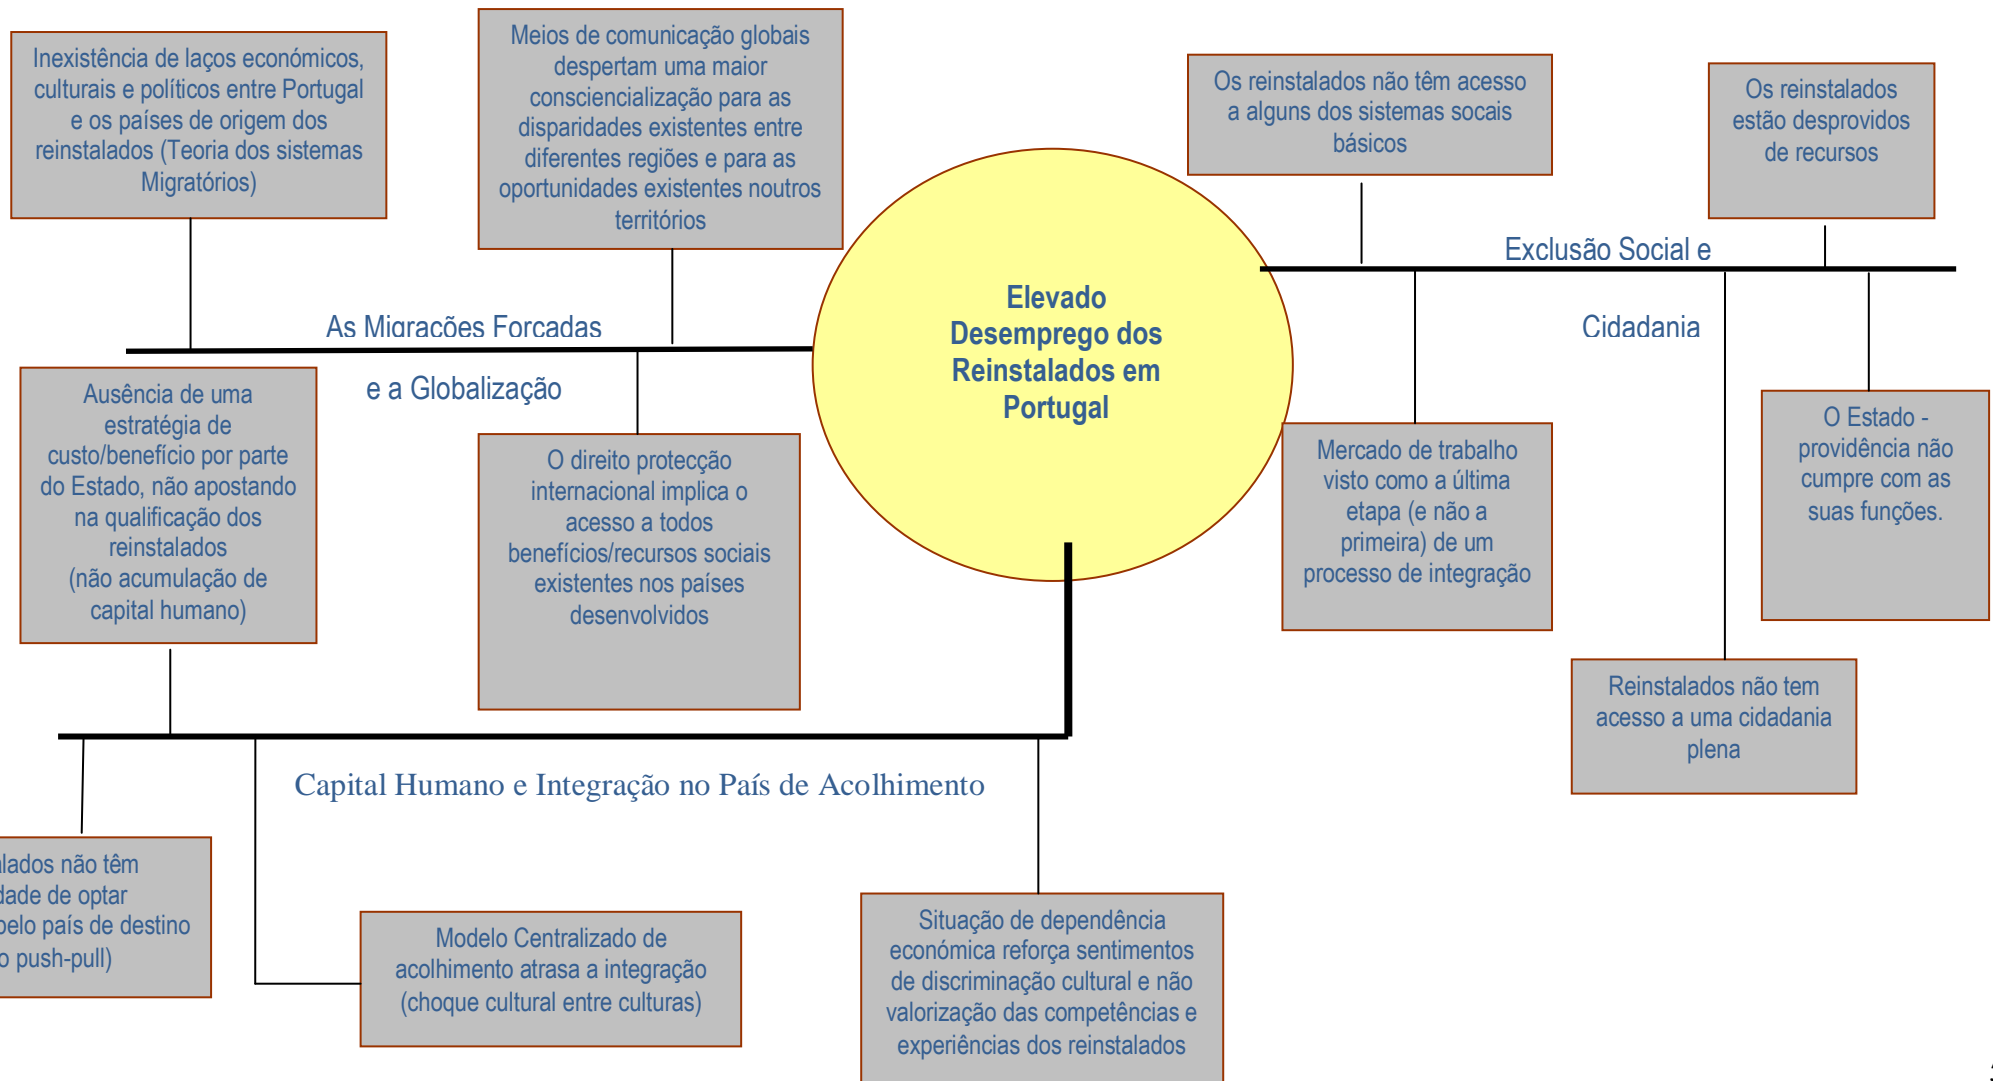 Inexistência de laços económicos,
culturais e políticos entre Portugal
e os países de origem dos
reinstalados (Teoria dos sistemas
Migratórios)
Meios de comunicação globais
despertam uma maior
consciencialização para as
disparidades existentes entre
diferentes regiões e para as
oportunidades existentes noutros
territórios
Os reinstalados não têm acesso
a alguns dos sistemas socais
básicos
Os reinstalados
estão desprovidos
de recursos
Exclusão Social e
Cidadania
Elevado
Desemprego dos
Reinstalados em
Portugal
As Migrações Forçadas
e a Globalização
Ausência de uma
estratégia de
custo/benefício por parte
do Estado, não apostando
na qualificação dos
reinstalados
(não acumulação de
capital humano)
O direito protecção
internacional implica o
acesso a todos
benefícios/recursos sociais
existentes nos países
desenvolvidos
Mercado de trabalho
visto como a última
etapa (e não a
primeira) de um
processo de integração
O Estado -
providência não
cumpre com as
suas funções.
Reinstalados não tem
acesso a uma cidadania
plena
Capital Humano e Integração no País de Acolhimento
não têm
de optar
pelo país de destino
push-pull)
Modelo Centralizado de
acolhimento atrasa a integração
(choque cultural entre culturas)
Situação de dependência
económica reforça sentimentos
de discriminação cultural e não
valorização das competências e
experiências dos reinstalados